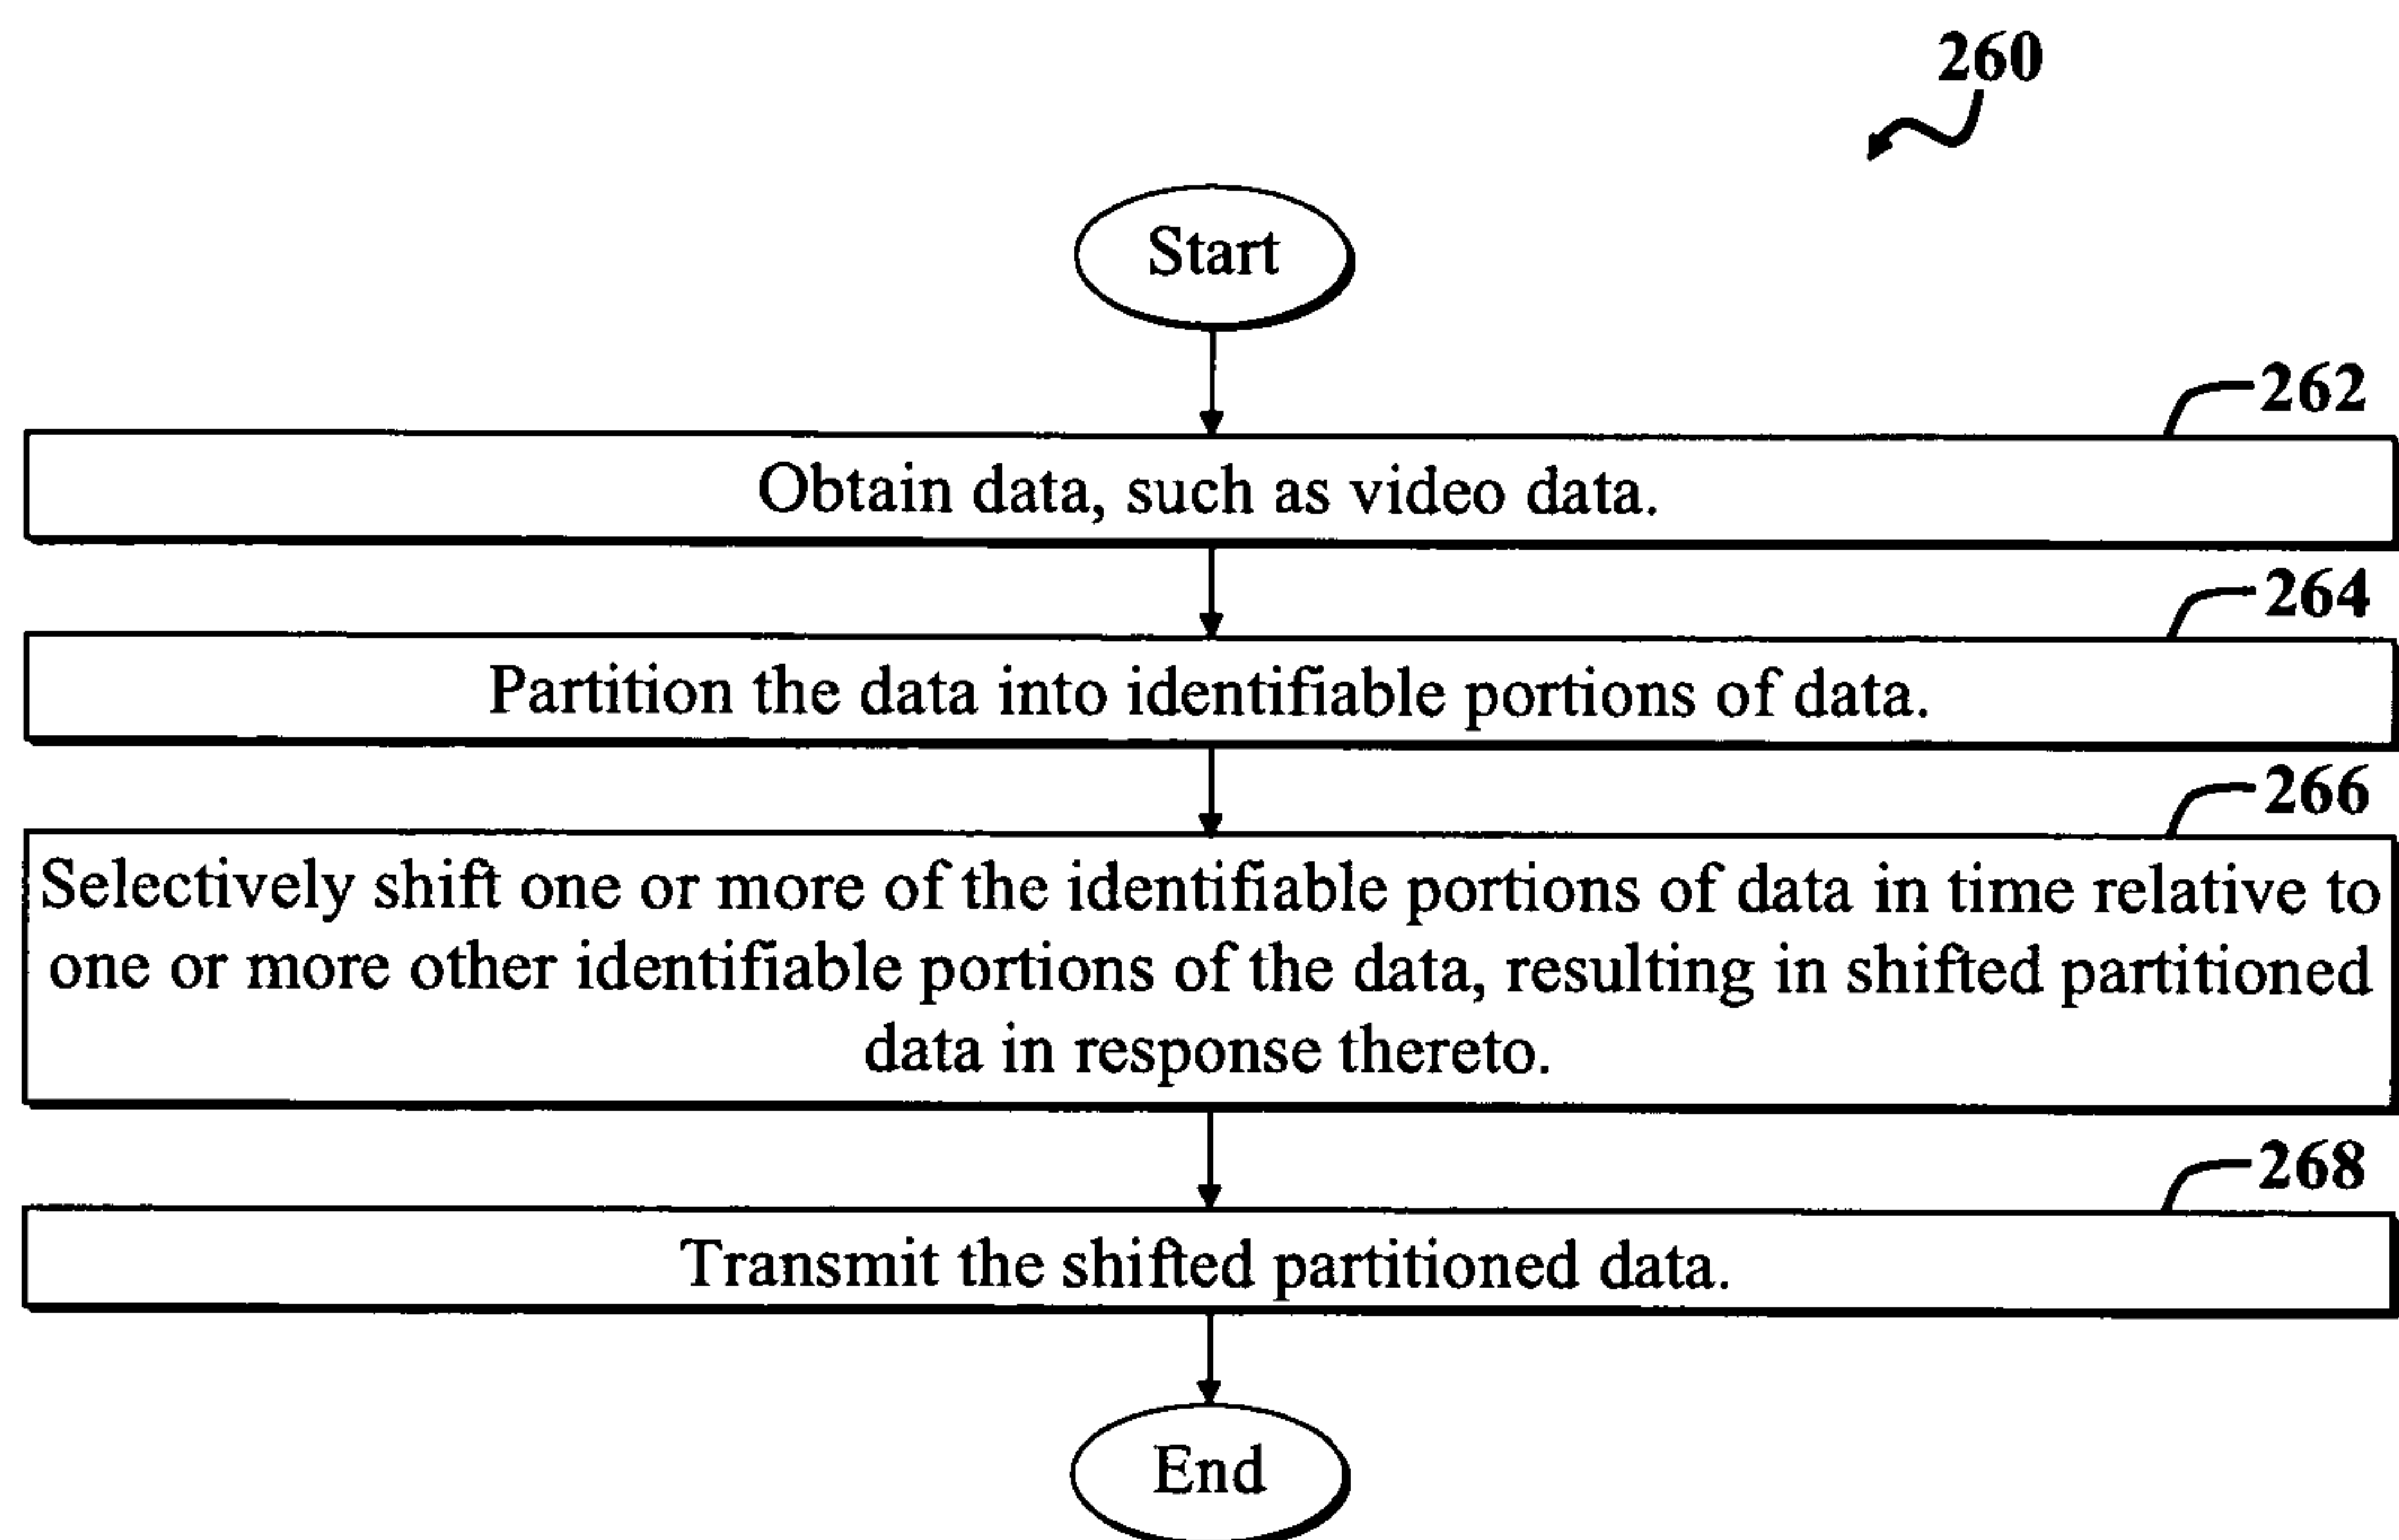 260
Start
262
Obtain data, such as video data.
264
Partition the data into identifiable portions of data.
266
Selectively shift one or more of the identifiable portions of data in time relative to
one or more other identifiable portions of the data, resulting in shifted partitioned
data in response thereto.
268
Transmit the shifted partitioned data.
End